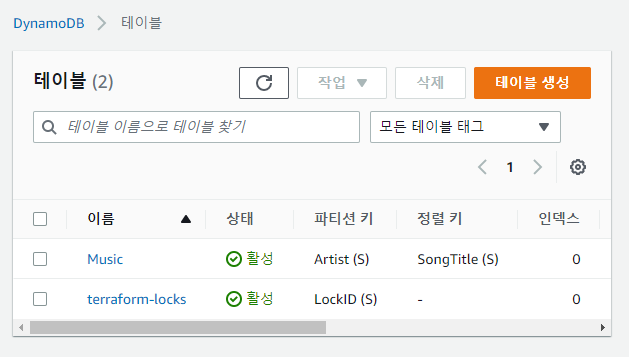 DynamoDB > 테이블
테이블 (2) 작업 삭제 테이블 생성
테이블 이름으로 테이블 찾기 모든 테이블 태그
1
이름 상태 파티션 키 정렬 키 인덱스
Music 활성 Artist (S) SongTitle (S) 0
terraform-locks 활성 LockID (S) - 0